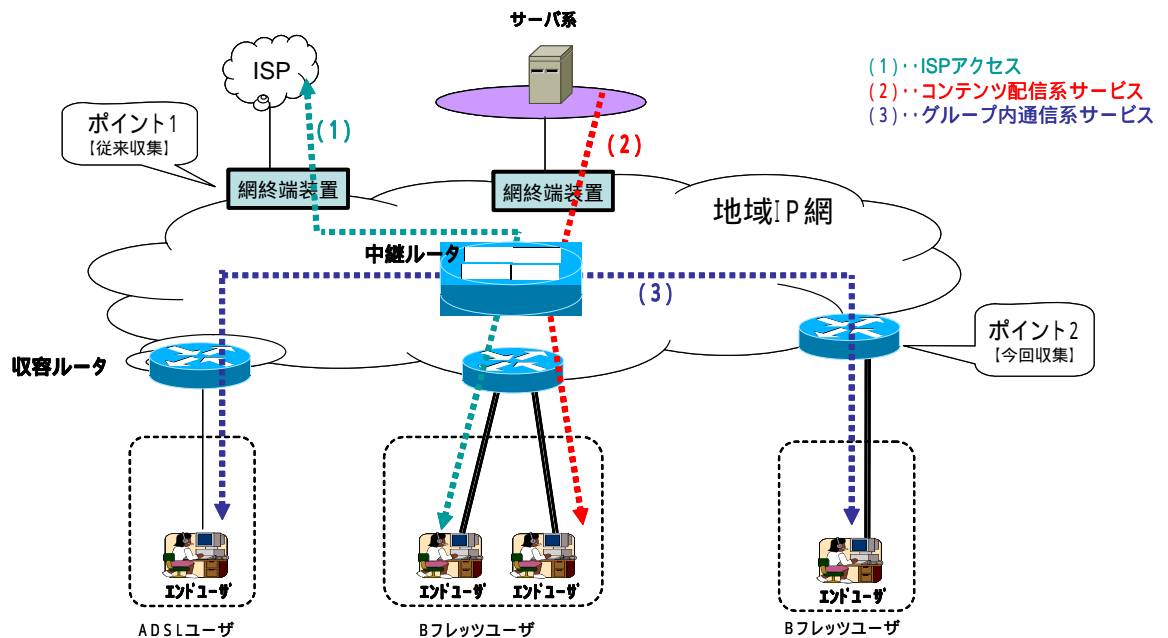 サーバ系
ISP
(1)‥ISPアクセス
(2)‥コンテンツ配信系サービス
(3)‥グループ内通信系サービス
ポイント1
【従来収集】
(1)
(2)
網終端装置
網終端装置
地域IP網
中継ルータ
(3)
ポイント2
【今回収集】
収容ルータ
エンドユーザ
エンドユーザ
エンドユーザ
エンドユーザ
ADSLユーザ
Bフレッツユーザ
Bフレッツユーザ